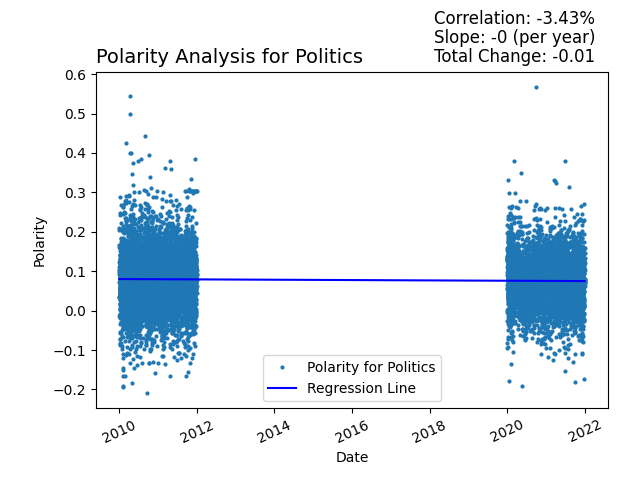 Correlation: -3.43%
Slope: -0 (per year)
Total Change: -0.01
Polarity Analysis for Politics
0.6
0.5
0.4
0.3
0.2
0.1
0.0
−0.1
−0.2
Polarity
Polarity for Politics
Regression Line
2010
2012
2014
2016
2018
2020
2022
Date